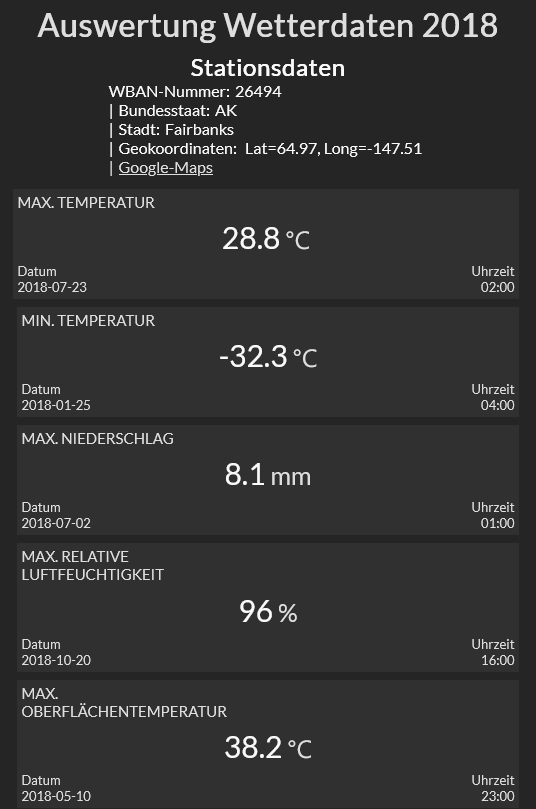 Auswertung Wetterdaten 2018
Stationsdaten
WBAN-Nummer: 26494
| Bundesstaat: AK
| Stadt: Fairbanks
| Geokoordinaten: Lat=64.97, Long=-147.51
| Google-Maps
MAX. TEMPERATUR
28.8 °C
Datum Uhrzeit
2018-07-23 02:00
MIN. TEMPERATUR
-32.3 °C
Datum Uhrzeit
2018-01-25 04:00
MAX. NIEDERSCHLAG
8.1 mm
Datum Uhrzeit
2018-07-02 01:00
MAX. RELATIVE
LUFTFEUCHTIGKEIT
96 %
Datum Uhrzeit
2018-10-20 16:00
MAX.
OBERFLÄCHENTEMPERATUR
38.2 °C
Datum Uhrzeit
2018-05-10 23:00